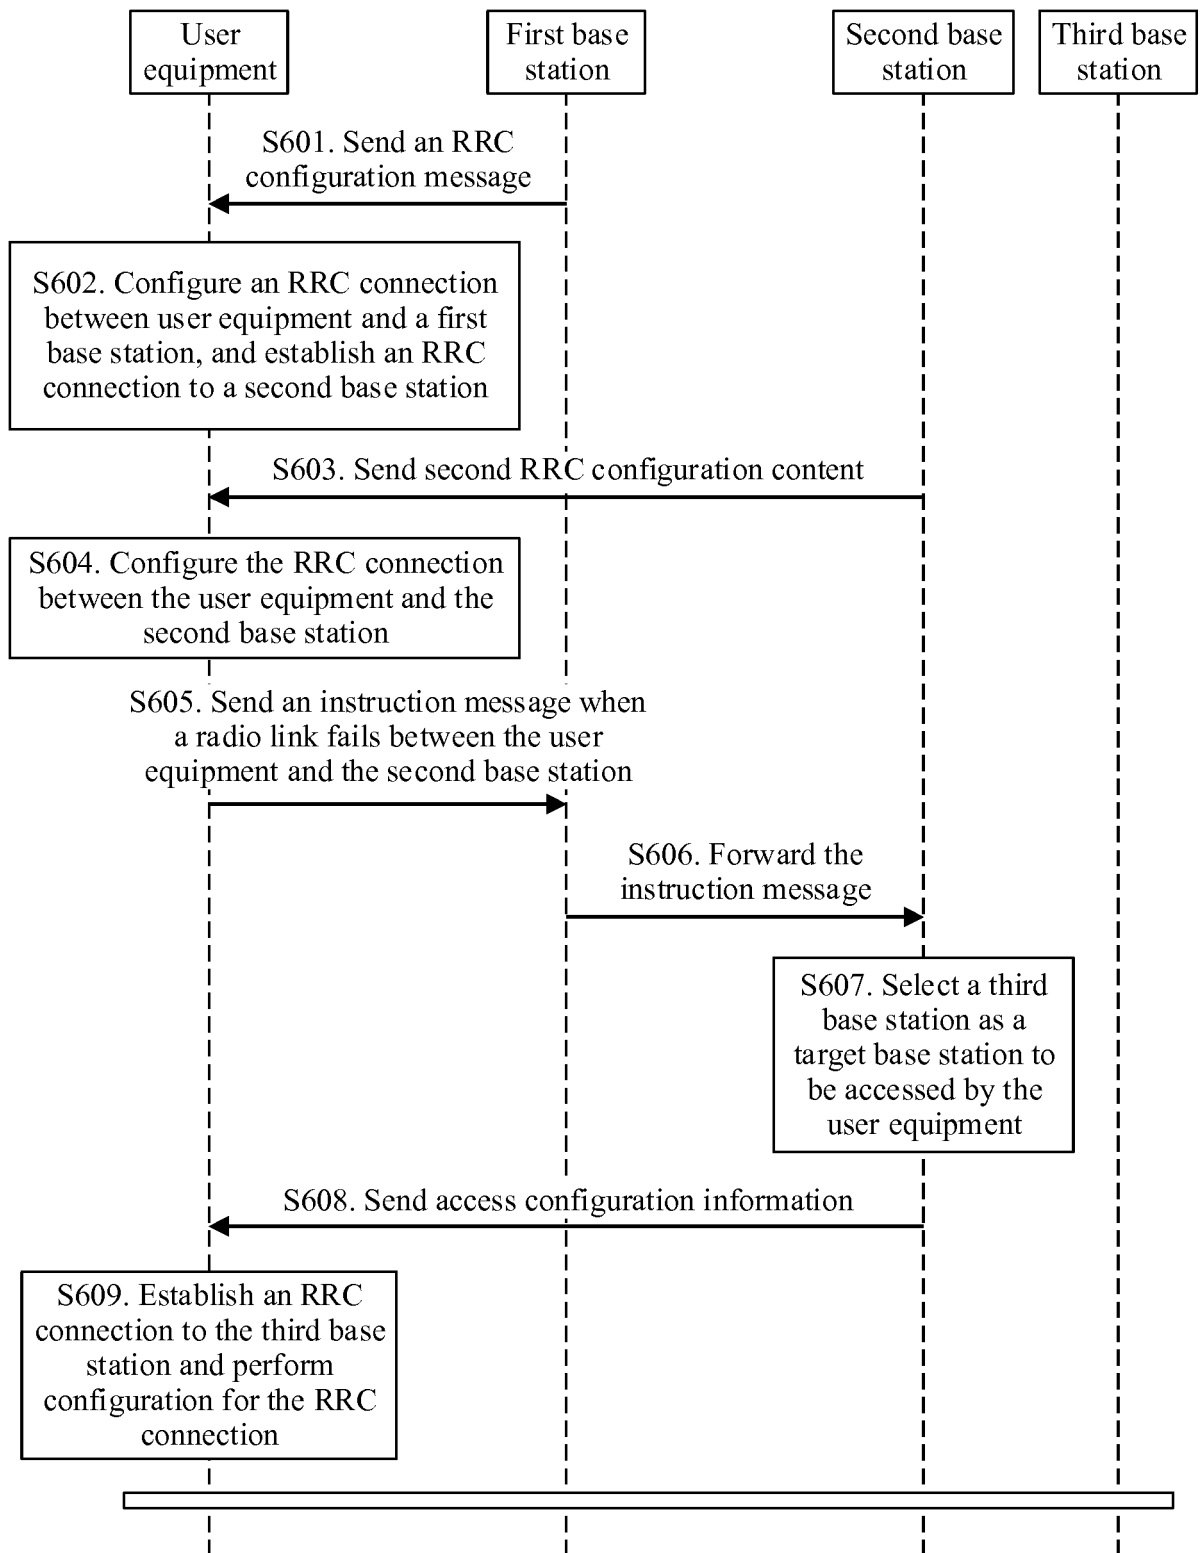 User
equipment
First base
station
Second base
station
Third base
station
S601. Send an RRC
configuration message
S602. Configure an RRC connection
between user equipment and a first
base station, and establish an RRC
connection to a second base station
S603. Send second RRC configuration content
S604. Configure the RRC connection
between the user equipment and the
second base station
S605. Send an instruction message when
a radio link fails between the user
equipment and the second base station
S606. Forward the
instruction message
S607. Select a third
base station as a
target base station to
be accessed by the
user equipment
S608. Send access configuration information
S609. Establish an RRC
connection to the third base
station and perform
configuration for the RRC
connection